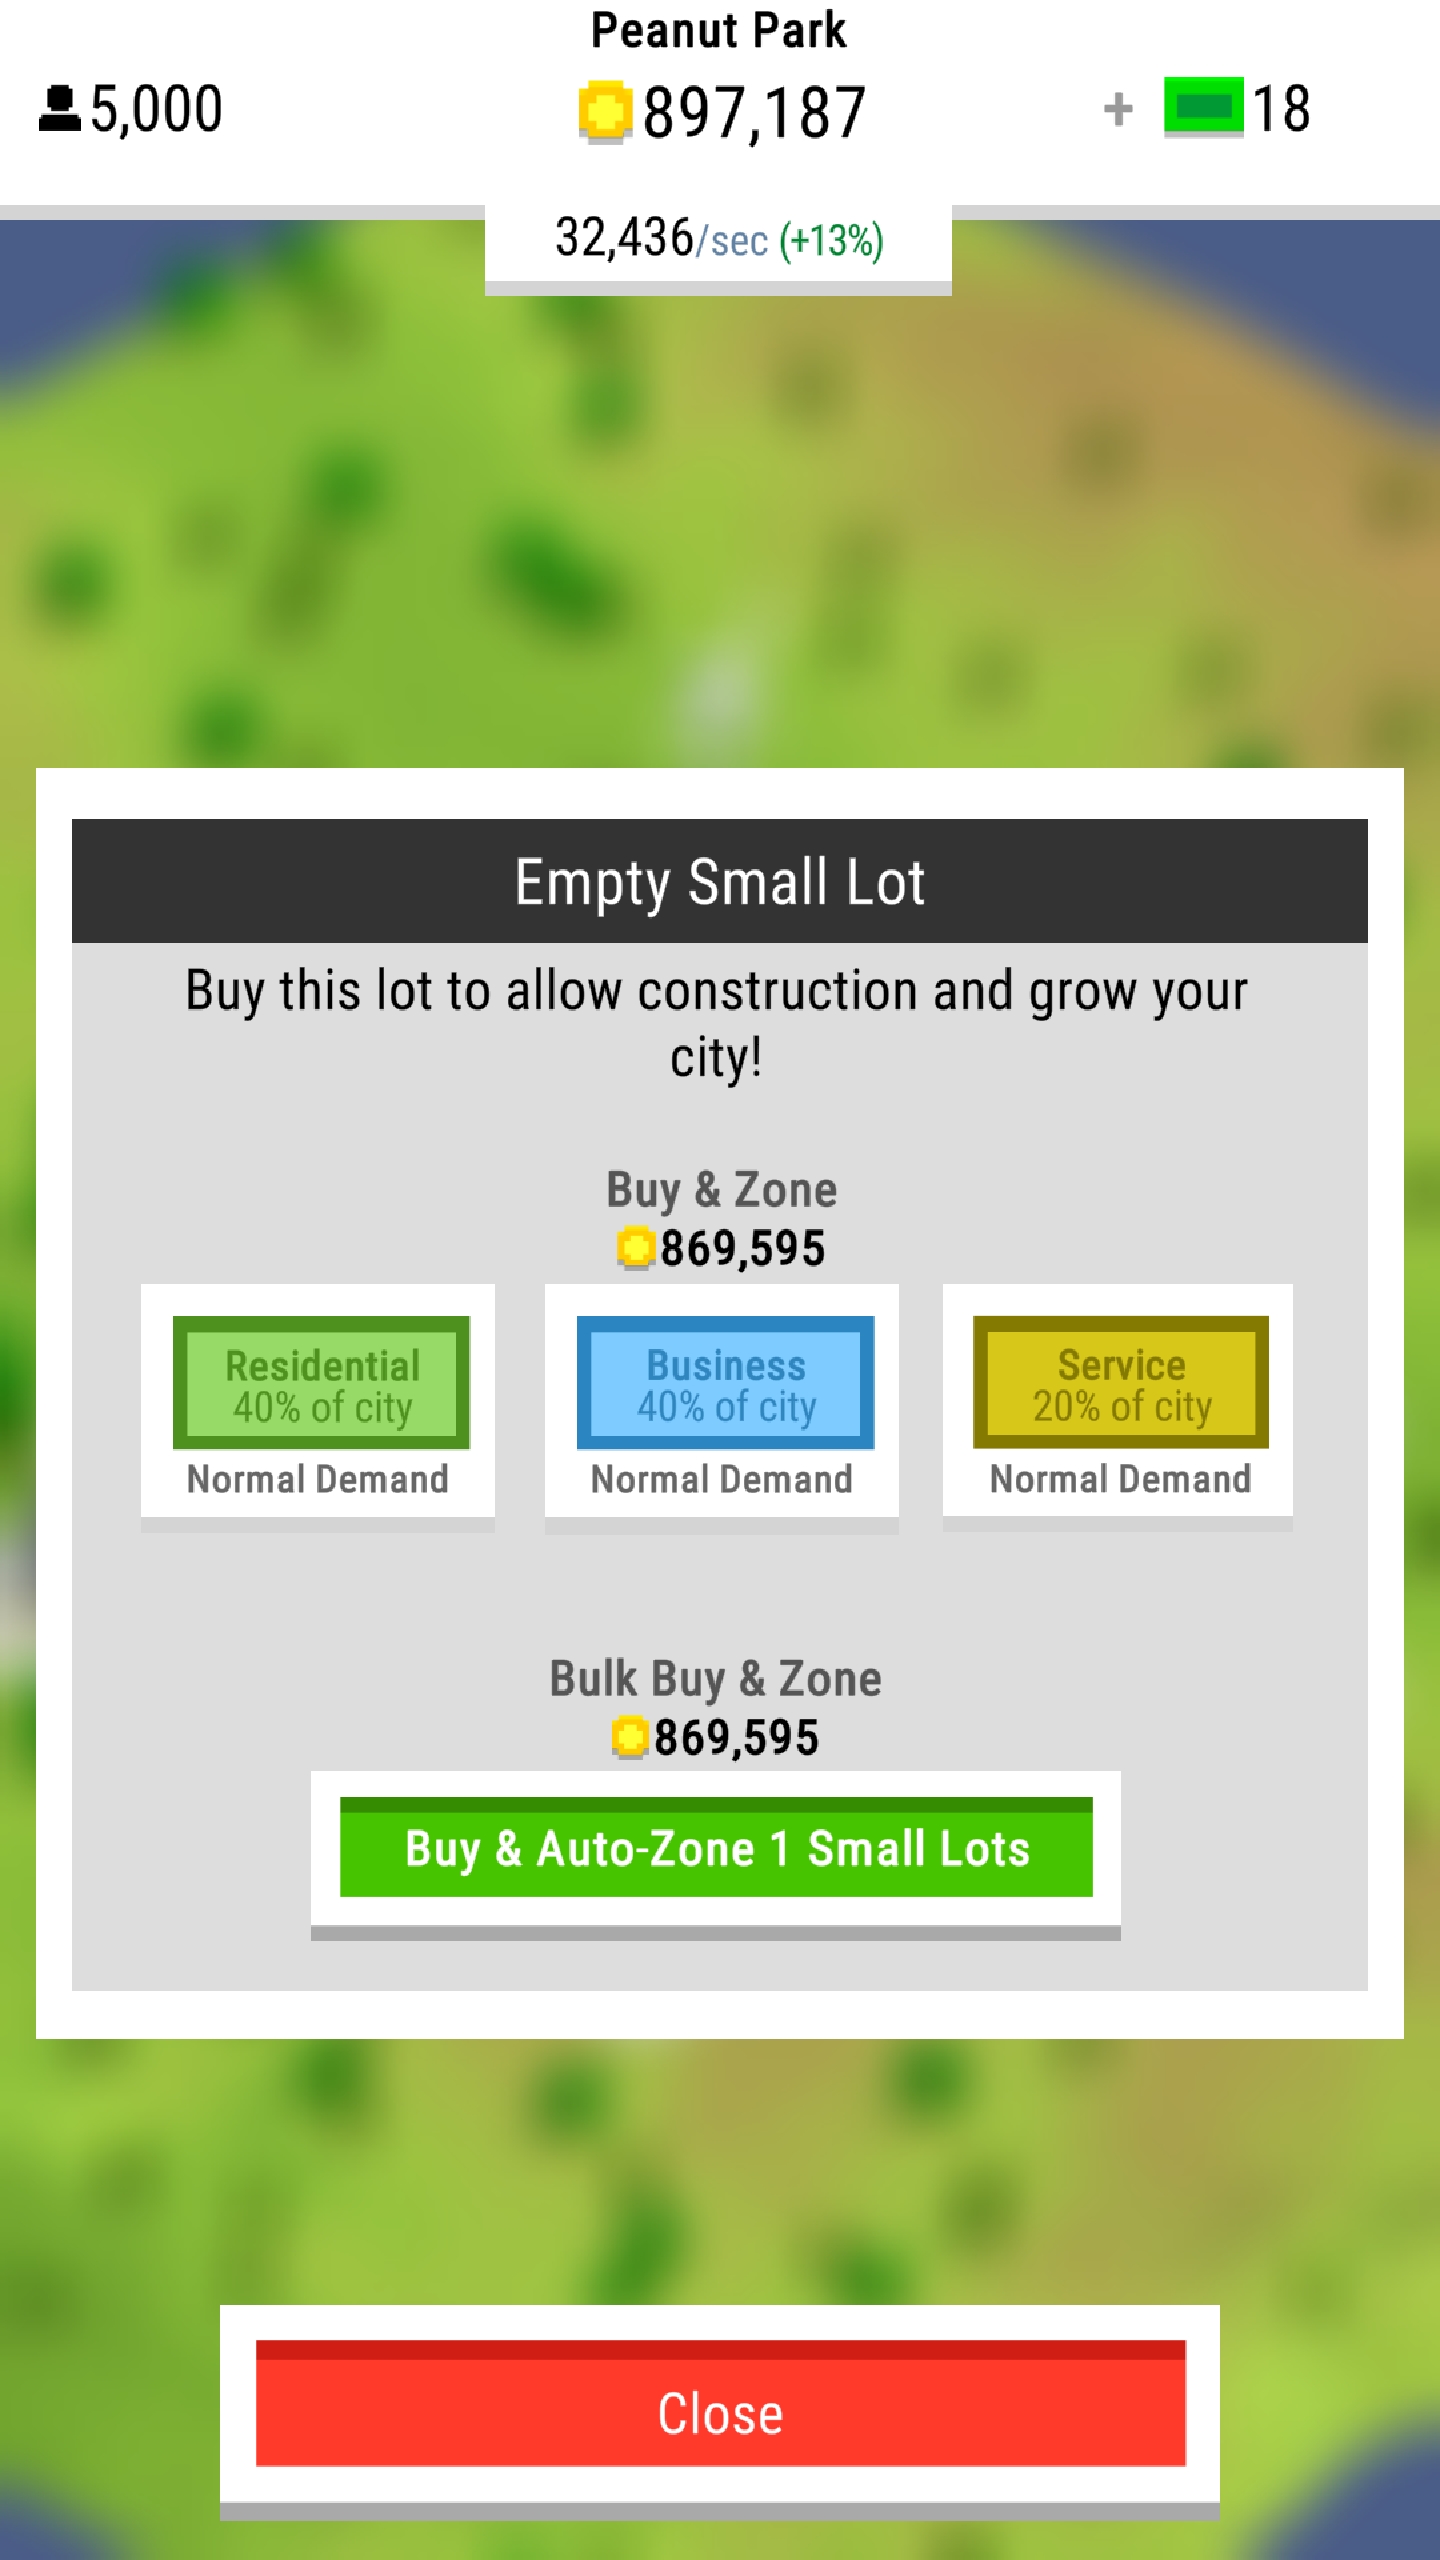 Peanut Park
5,000
897,187
+ 18
32,436/sec (+13%)
Empty Small Lot
Buy this lot to allow construction and grow your
city!
Buy & Zone
869,595
Residential
40% of city
Normal Demand
Business
40% of city
Normal Demand
Service
20% of city
Normal Demand
Bulk Buy & Zone
869,595
Buy & Auto-Zone 1 Small Lots
Close